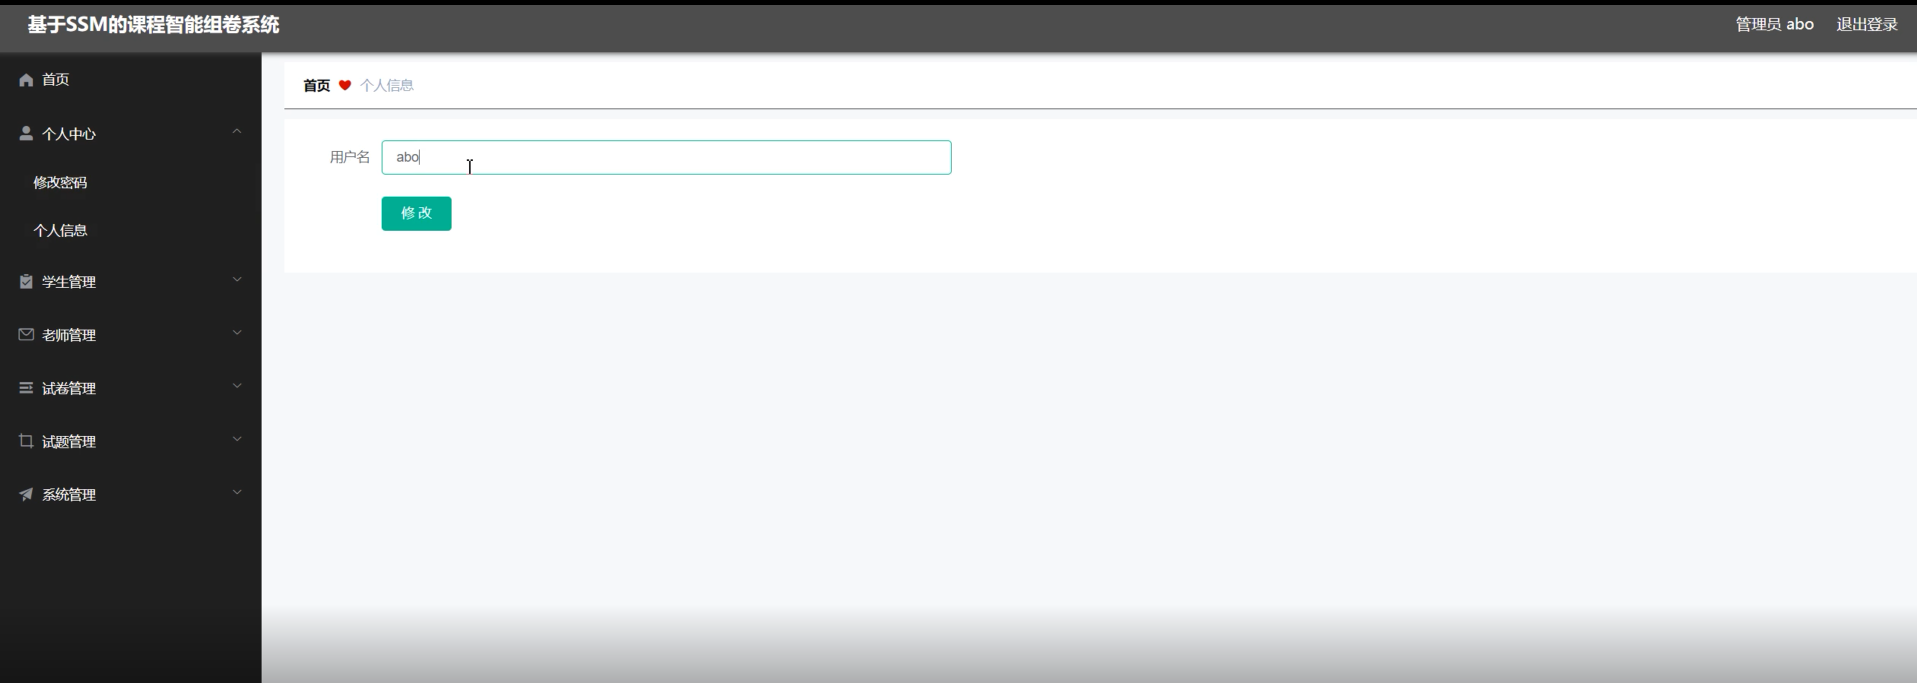 基于SSM的课程智能组卷系统
管理员 abo 退出登录
首页
个人中心
修改密码
个人信息
学生管理
老师管理
试卷管理
试题管理
系统管理
首页 个人信息
用户名 abo
修 改